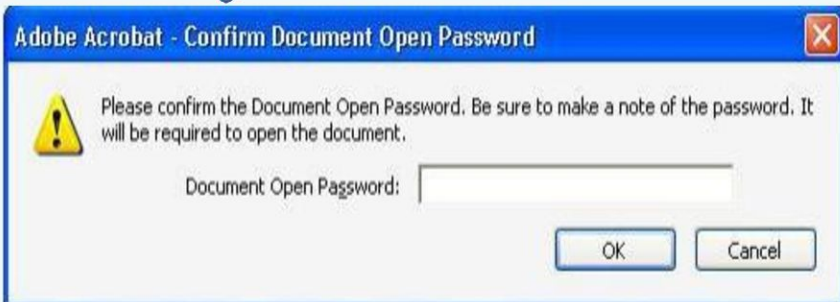 Adobe Acrobat - Confirm Document Open Password
Please confirm the Document Open Password. Be sure to make a note of the password. It
will be required to open the document.
Document Open Password:
OK Cancel